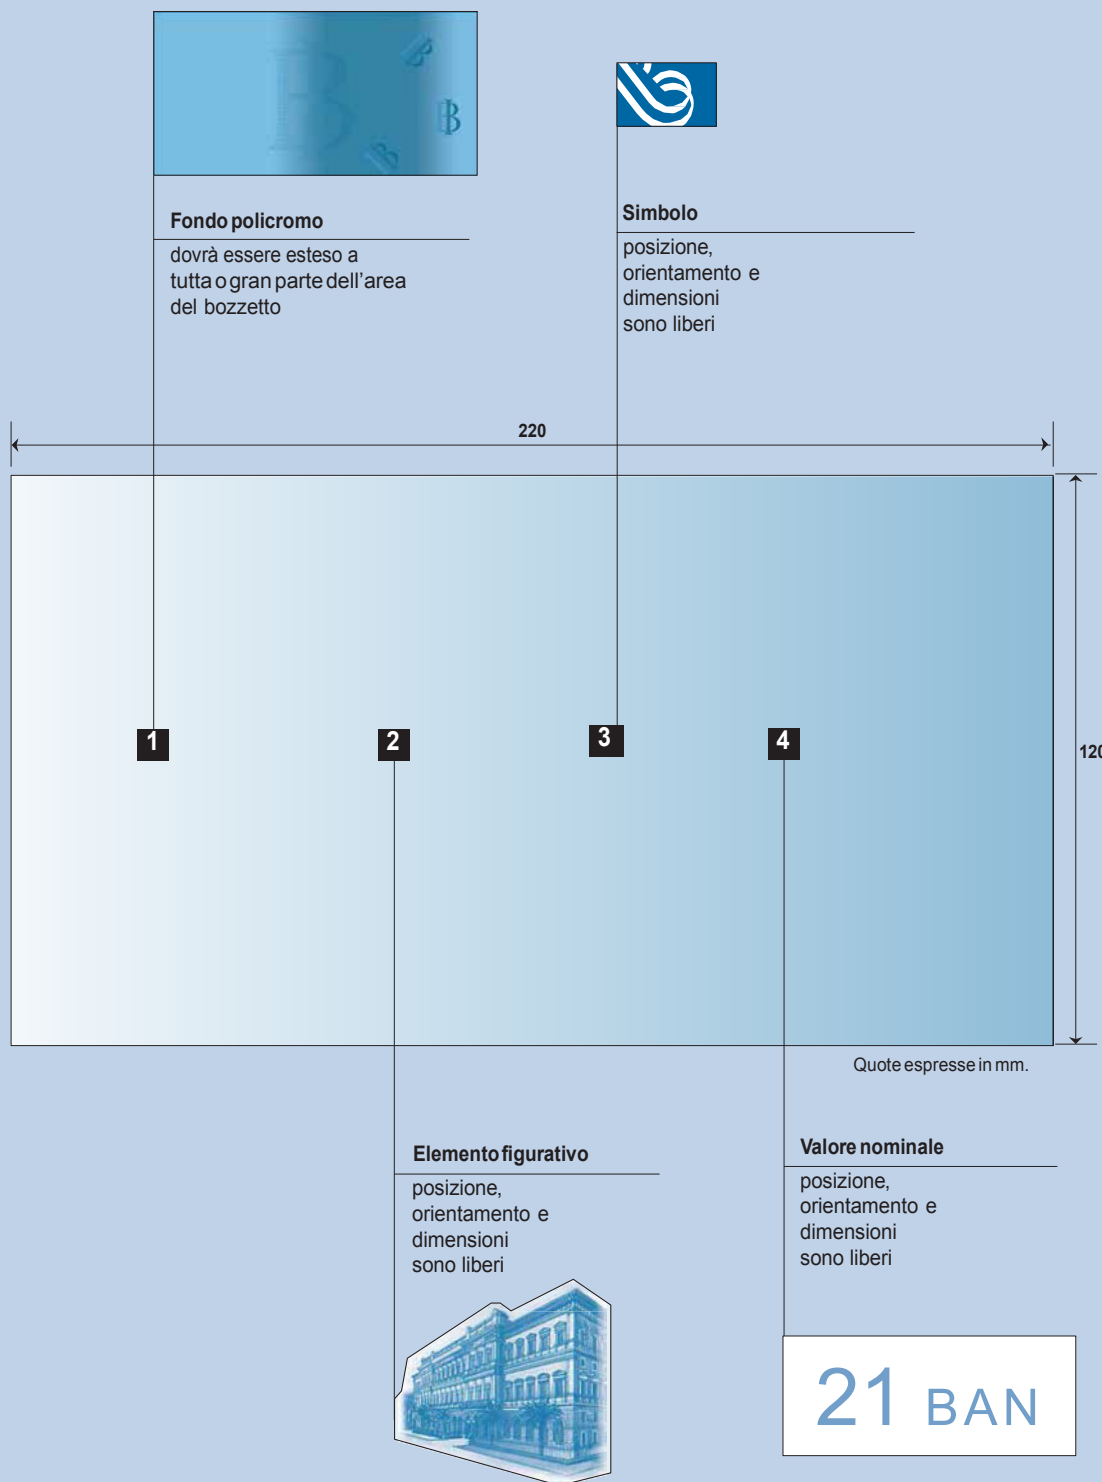 Fondo policromo
dovrà essere esteso a
tutta o gran parte dell'area
del bozzetto
Simbolo
posizione,
orientamento e
dimensioni
sono liberi
220
1
2
3
4
120
Quote espresse in mm.
Elemento figurativo
posizione,
orientamento e
dimensioni
sono liberi
Valore nominale
posizione,
orientamento e
dimensioni
sono liberi
21 BAN